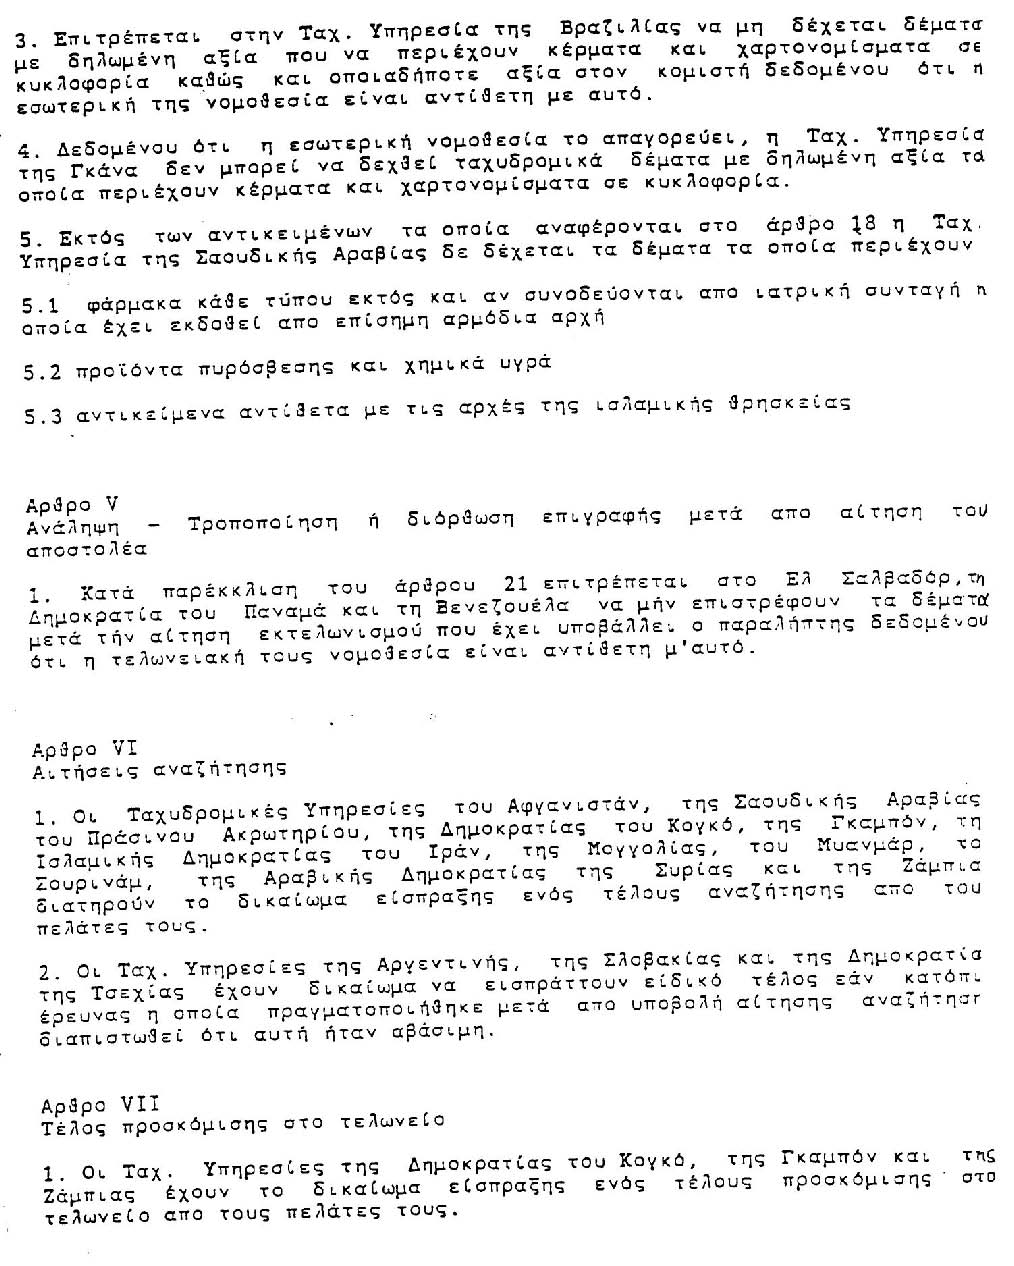 3. Επιτρέπεται στην Ταχ. Υπηρεσία της Βραζιλίας να μη δέχεται δέματα
με δηλωμένη αξία που να περιέχουν κέρματα και χαρτονομίσματα σε
κυκλοφορία καθώς και οποιαδήποτε αξία στον κομιστή δεδομένου ότι η
εσωτερική της νομοθεσία είναι αντίθετη με αυτό.
4. Δεδομένου ότι η εσωτερική νομοθεσία το απαγορεύει, η Ταχ. Υπηρεσία
της Γκάνα δεν μπορεί να δεχθεί ταχυδρομικά δέματα με δηλωμένη αξία τα
οποία περιέχουν κέρματα και χαρτονομίσματα σε κυκλοφορία.
5. Εκτός των αντικειμένων τα οποία αναφέρονται στο άρθρο 18 η Ταχ.
Υπηρεσία της Σαουδικής Αραβίας δε δέχεται τα δέματα τα οποία περιέχουν
5.1 φάρμακα κάθε τύπου εκτός και αν συνοδεύονται απο ιατρική συνταγή η
οποία έχει εκδοθεί απο επίσημη αρμόδια αρχή
5.2 προϊόντα πυρόσβεσης και χημικά υγρά
5.3 αντικείμενα αντίθετα με τις αρχές της ισλαμικής θρησκείας
Αρθρο V
Ανάληψη – Τροποποίηση ή διόρθωση επιγραφής μετά απο αίτηση του
αποστολέα
1. Κατά παρέκκλιση του άρθρου 21 επιτρέπεται στο Ελ Σαλβαδόρ,τη
Δημοκρατία του Παναμά και τη Βενεζουέλα να μήν επιστρέφουν τα δέματα
μετά τήν αίτηση εκτελωνισμού που έχει υποβάλλει ο παραλήπτης δεδομένου
ότι η τελωνειακή τους νομοθεσία είναι αντίθετη μ'αυτό.
Αρθρο VI
Αιτήσεις αναζήτησης
1. Οι Ταχυδρομικές Υπηρεσίες του Αφγανιστάν, της Σαουδικής Αραβίας
του Πράσινου Ακρωτηρίου, της Δημοκρατίας του Κογκό, της Γκαμπόν, τη
Ισλαμικής Δημοκρατίας του Ιράν, της Μογγολίας, του Μυανμάρ, το
Σουρινάμ, της Αραβικής Δημοκρατίας της Συρίας και της Ζάμπια
διατηρούν το δικαίωμα είσπραξης ενός τέλους αναζήτησης απο του
πελάτες τους.
2. Οι Ταχ. Υπηρεσίες της Αργεντινής, της Σλοβακίας και της Δημοκρατία
της Τσεχίας έχουν δικαίωμα να εισπράττουν είδικό τέλος εάν κατόπι
έρευνας η οποία πραγματοποιήθηκε μετά απο υποβολή αίτησης αναζήτησr
διαπιστωθεί ότι αυτή ήταν αβάσιμη.
Αρθρο VII
Τέλος προσκόμισης στο τελωνείο
1. Οι Ταχ. Υπηρεσίες της Δημοκρατίας του Κογκό, της Γκαμπόν και της
Ζάμπιας έχουν το δικαίωμα είσπραξης ενός τέλους προσκόμισης στο
τελωνείο απο τους πελάτες τους.